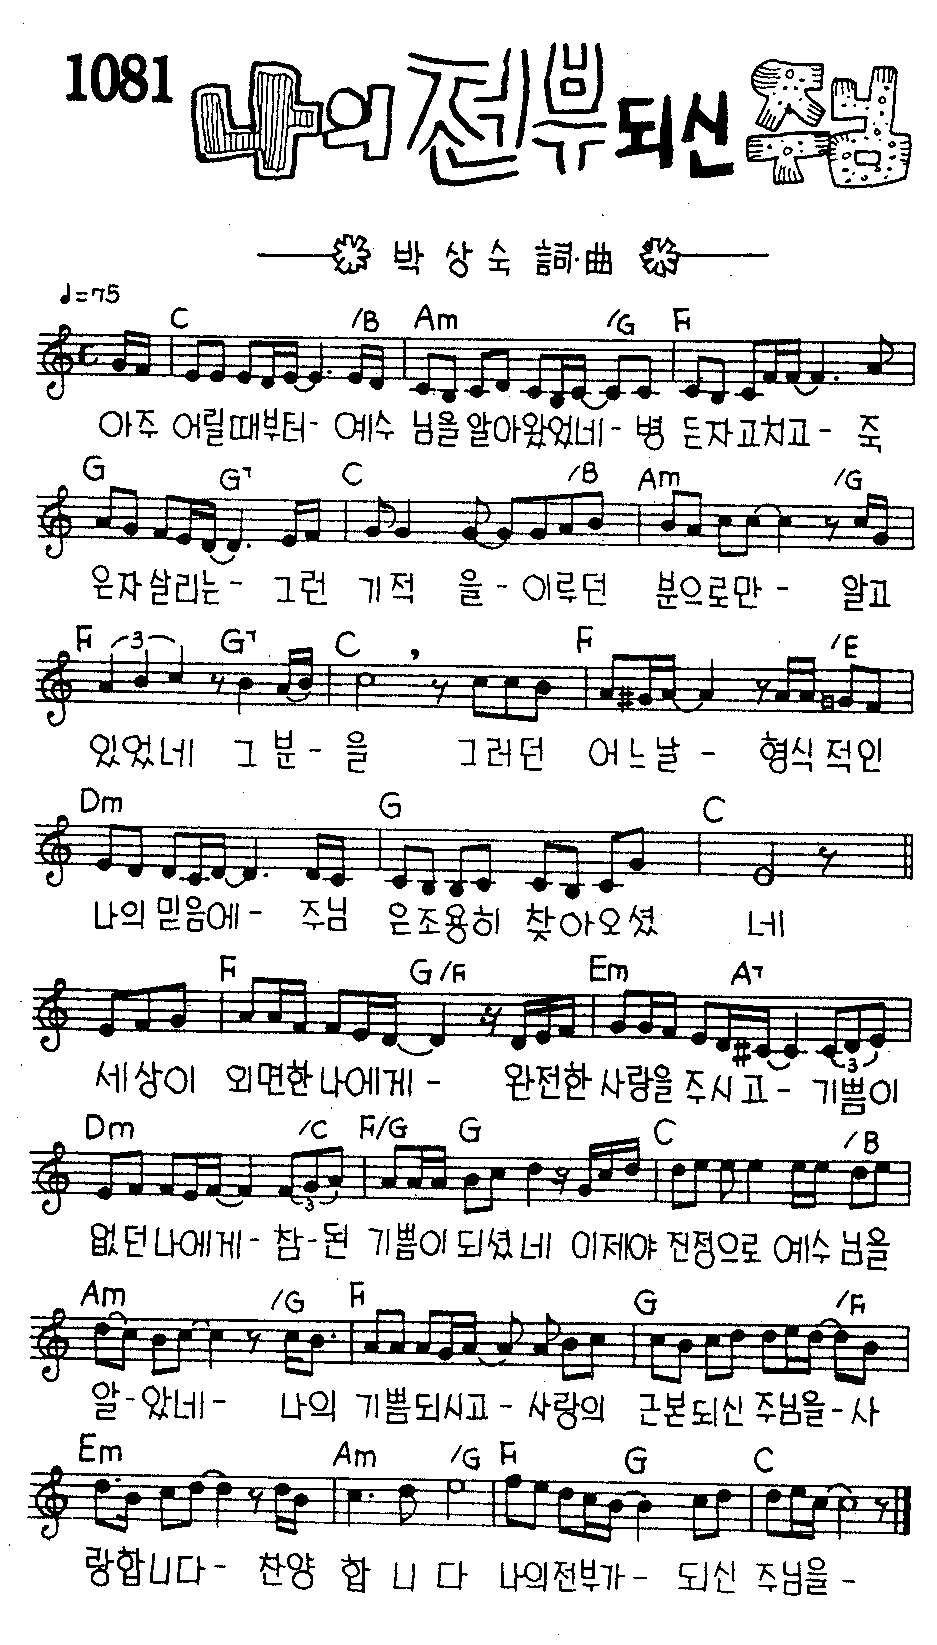 1081 나의 전부 되신 주님
박상숙 詞·曲
♩=75
C /B Am /G F
아주 어릴때부터- 예수 님을알아왔었네- 병 든자고치고- 죽
G G7 C /B Am /G
은자살리는- 그런 기적 을-이루던 분으로만- 알고
F 3 G7 C F /E
있었네 그 분-을 그러던 어느날- 형식적인
Dm G C
나의 믿음에- 주님 은조용히 찾아오셨 네
F G/F Em A7
세상이 외면한나에게- 완전한사랑을주시고- 기쁨이
3
Dm /C F/G G C /B
없던나에게-참-된 기쁨이되셨네 이제야 진정으로 예수님을
3
Am /G F G /F
알-았네- 나의 기쁨되시고-사랑의 근본되신 주님을-사
Em Am /G F G C
랑합니다- 찬양 합 니 다 나의전부가- 되신 주님을-